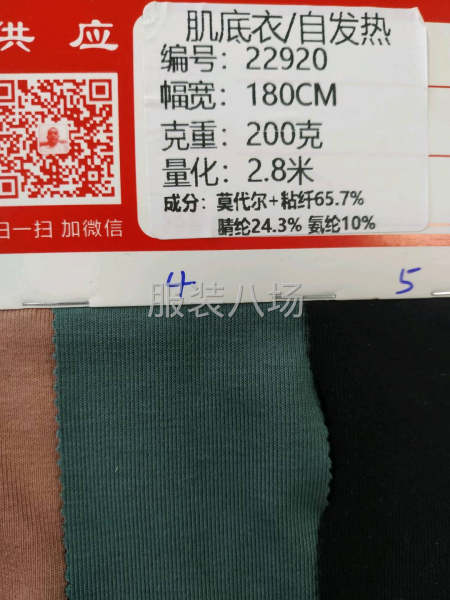 供 应
肌底衣/自发热
编号：22920
幅宽：180CM
克重：200克
量化：2.8米
成分：莫代尔+粘纤65.7%
腈纶24.3% 氨纶10%
扫一扫 加微信
4 5
服装八场